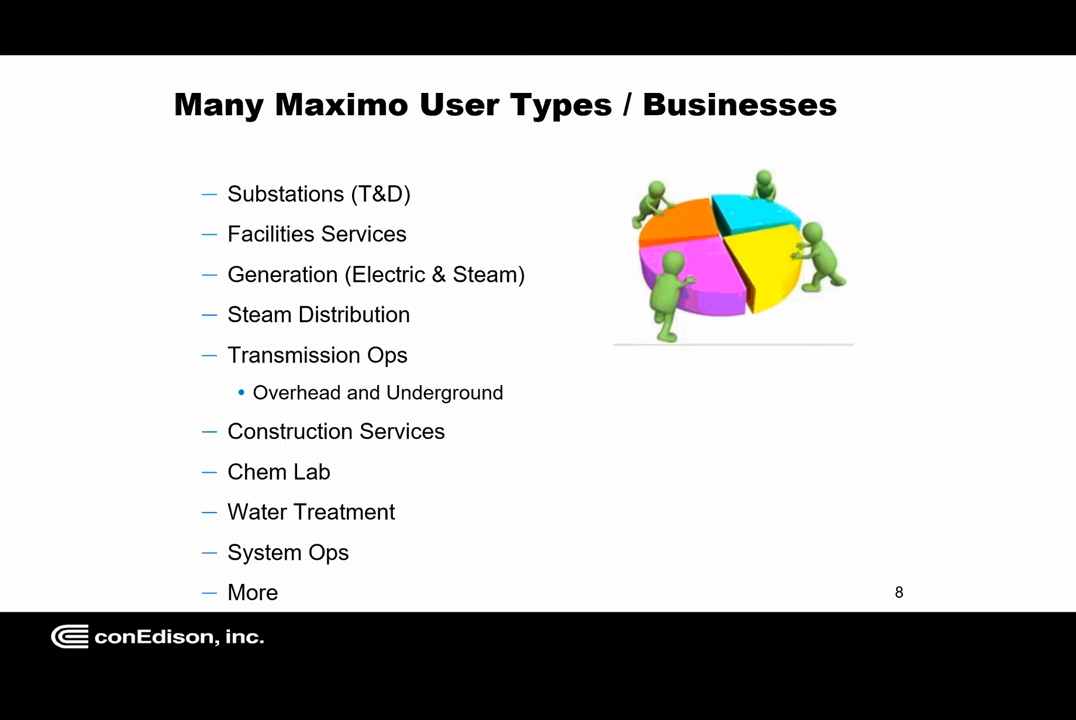 Many Maximo User Types / Businesses
— Substations (T&D)
— Facilities Services
— Generation (Electric & Steam)
— Steam Distribution
— Transmission Ops
• Overhead and Underground
— Construction Services
— Chem Lab
— Water Treatment
— System Ops
— More
8
conEdison, inc.